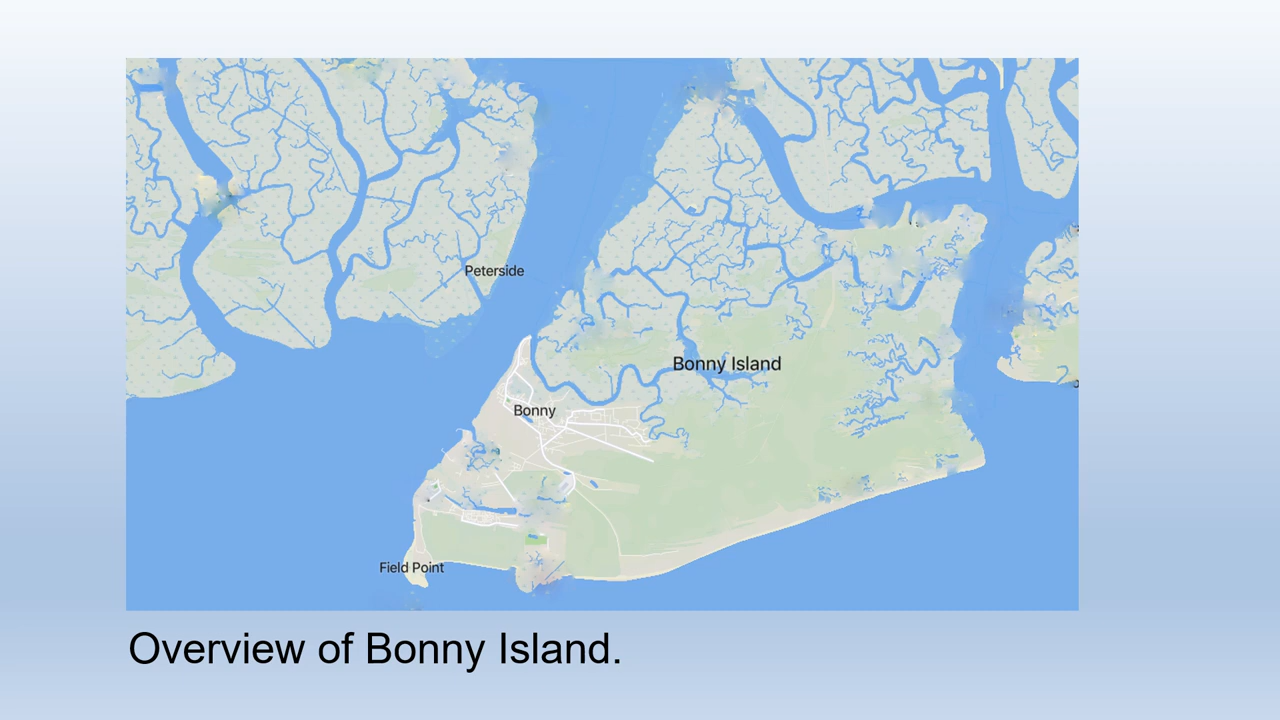 Peterside
Bonny Island
Bonny
Field Point
Overview of Bonny Island.